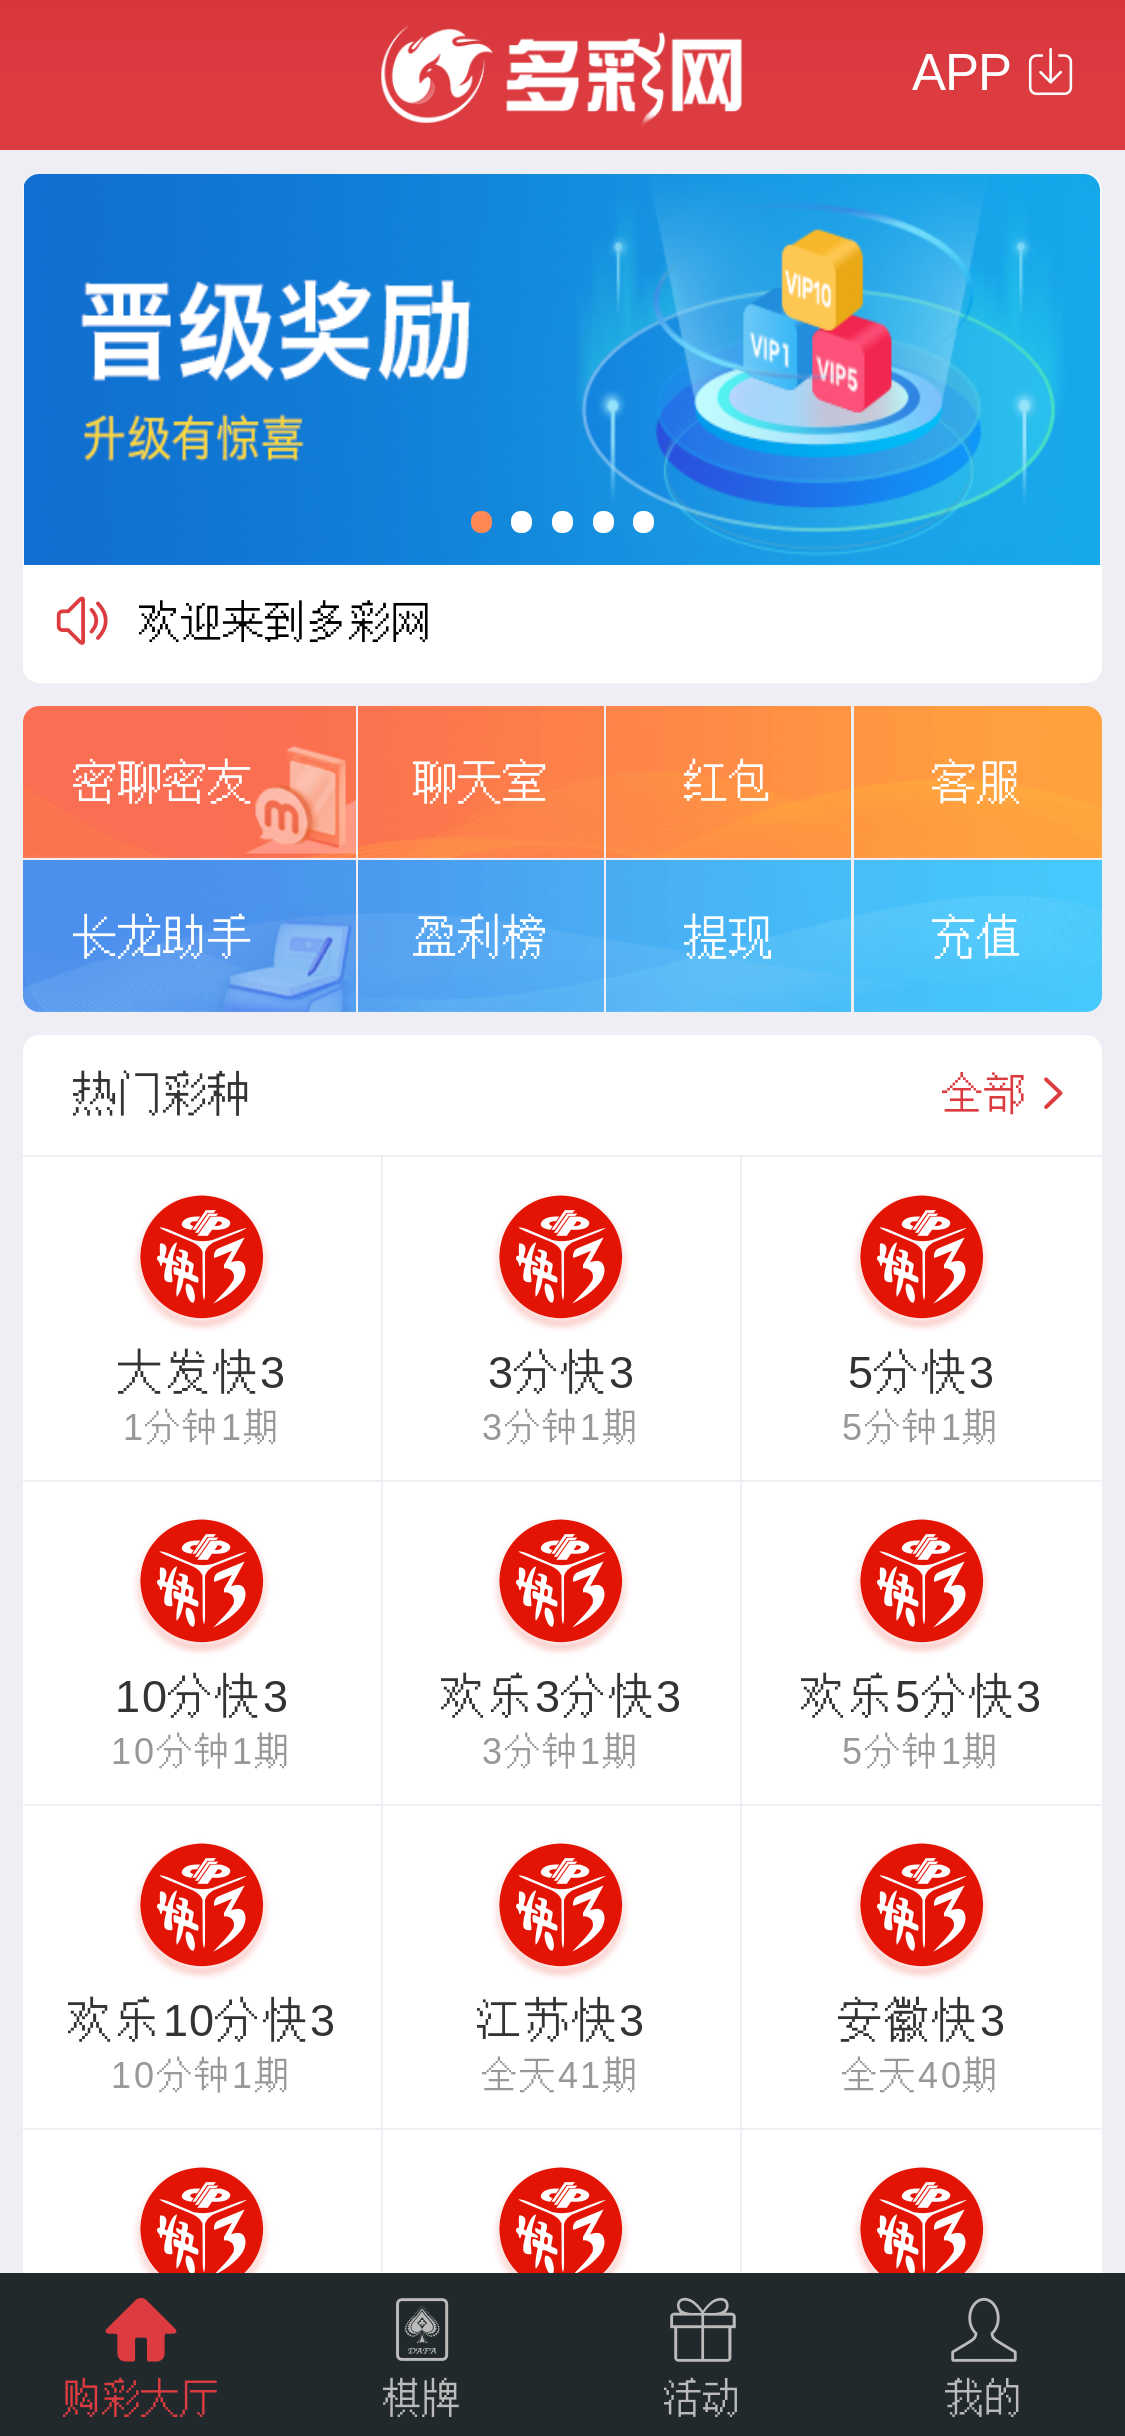 多彩网
APP
晋级奖励
升级有惊喜
VIP10
VIP1
VIP5
欢迎来到多彩网
密聊密友 聊天室 红包 客服
m
长龙助手 盈利榜 提现 充值
热门彩种 全部
快3 快3 快3
大发快3 3分快3 5分快3
1分钟1期 3分钟1期 5分钟1期
快3 快3 快3
10分快3 欢乐3分快3 欢乐5分快3
10分钟1期 3分钟1期 5分钟1期
快3 快3 快3
欢乐10分快3 江苏快3 安徽快3
10分钟1期 全天41期 全天40期
快3 快3 快3
DAFA
购彩大厅 棋牌 活动 我的